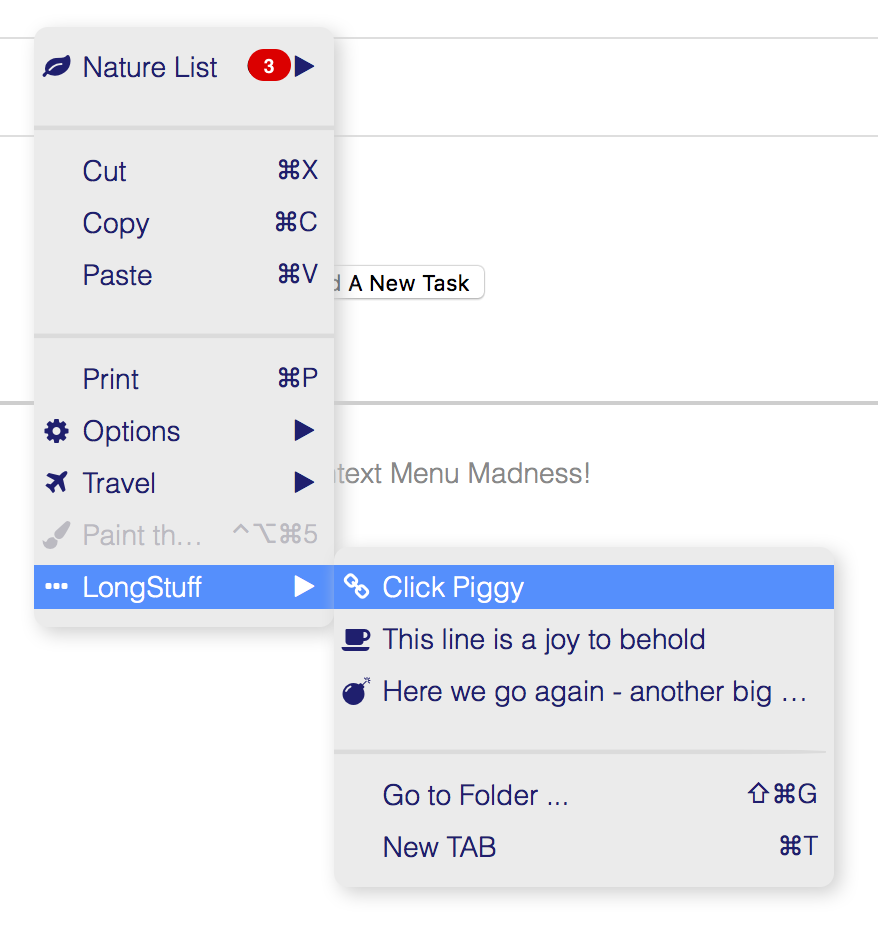 Nature List 3 ▶
Cut ⌘X
Copy ⌘C
Paste ⌘V
A New Task
Print ⌘P
Options ▶
Travel ▶
Menu Madness!
Paint th… ^⌥⌘5
LongStuff ▶
Click Piggy
This line is a joy to behold
Here we go again - another big …
Go to Folder ... ⇧⌘G
New TAB ⌘T